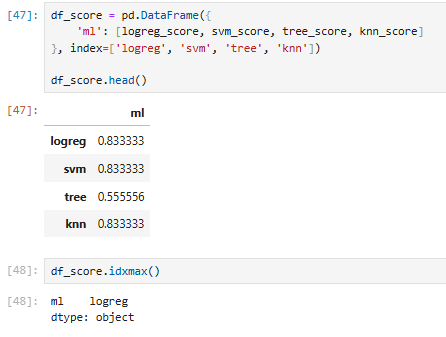 [47]: df_score = pd.DataFrame({
    'ml': [logreg_score, svm_score, tree_score, knn_score]
}, index=['logreg', 'svm', 'tree', 'knn'])
df_score.head()
[47]:
ml
logreg 0.833333
svm 0.833333
tree 0.555556
knn 0.833333
[48]: df_score.idxmax()
[48]: ml    logreg
dtype: object